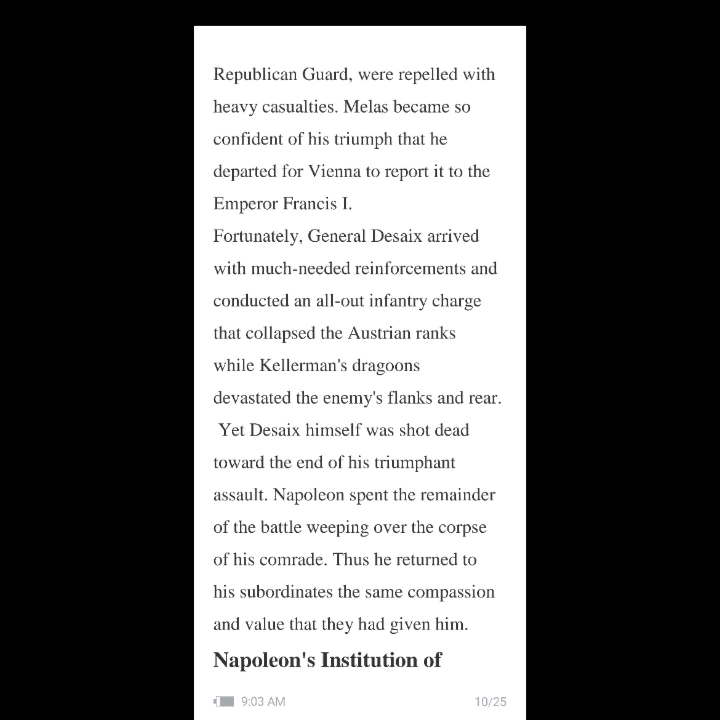 Republican Guard, were repelled with
heavy casualties. Melas became so
confident of his triumph that he
departed for Vienna to report it to the
Emperor Francis I.
Fortunately, General Desaix arrived
with much-needed reinforcements and
conducted an all-out infantry charge
that collapsed the Austrian ranks
while Kellerman's dragoons
devastated the enemy's flanks and rear.
Yet Desaix himself was shot dead
toward the end of his triumphant
assault. Napoleon spent the remainder
of the battle weeping over the corpse
of his comrade. Thus he returned to
his subordinates the same compassion
and value that they had given him.
Napoleon's Institution of
9:03 AM 10/25